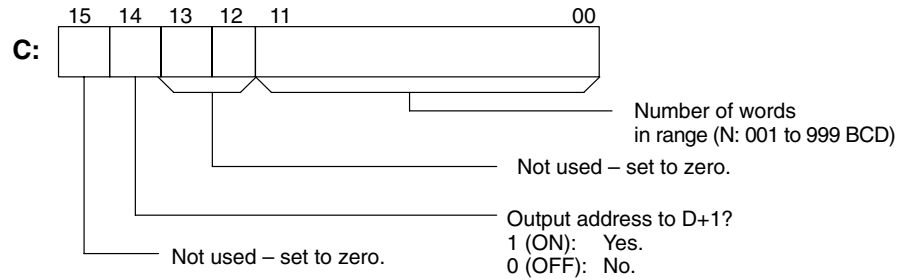 15 14 13 12 11 00
C:
Number of words
in range (N: 001 to 999 BCD)
Not used – set to zero.
Output address to D+1?
1 (ON): Yes.
0 (OFF): No.
Not used – set to zero.